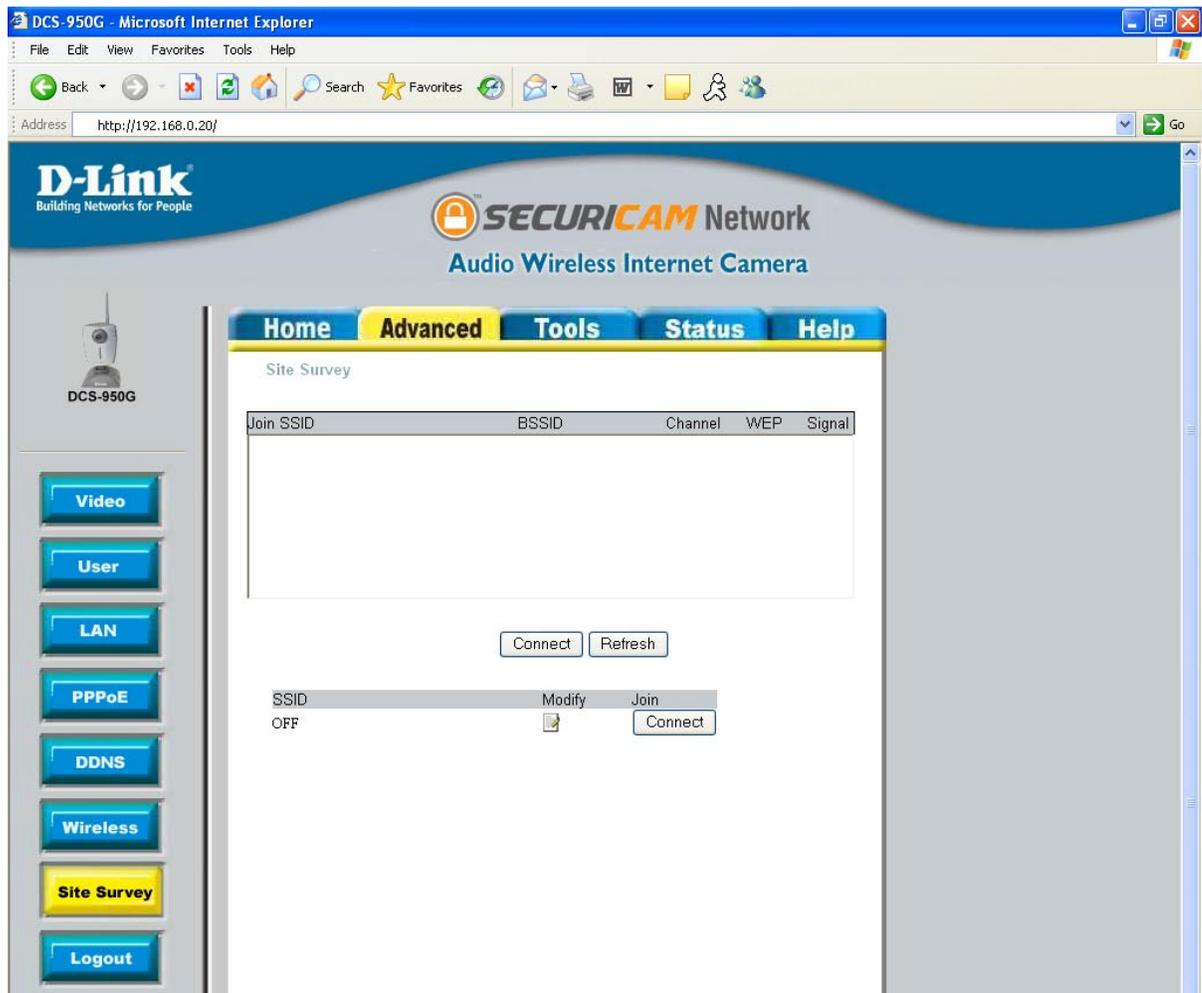 DCS-950G - Microsoft Internet Explorer
File Edit View Favorites Tools Help
Back Search Favorites
Address http://192.168.0.20/ Go
D-Link
Building Networks for People
SECURICAM Network
Audio Wireless Internet Camera
DCS-950G
Home Advanced Tools Status Help
Site Survey
Join SSID BSSID Channel WEP Signal
Connect Refresh
SSID Modify Join
OFF Connect
Video
User
LAN
PPPoE
DDNS
Wireless
Site Survey
Logout